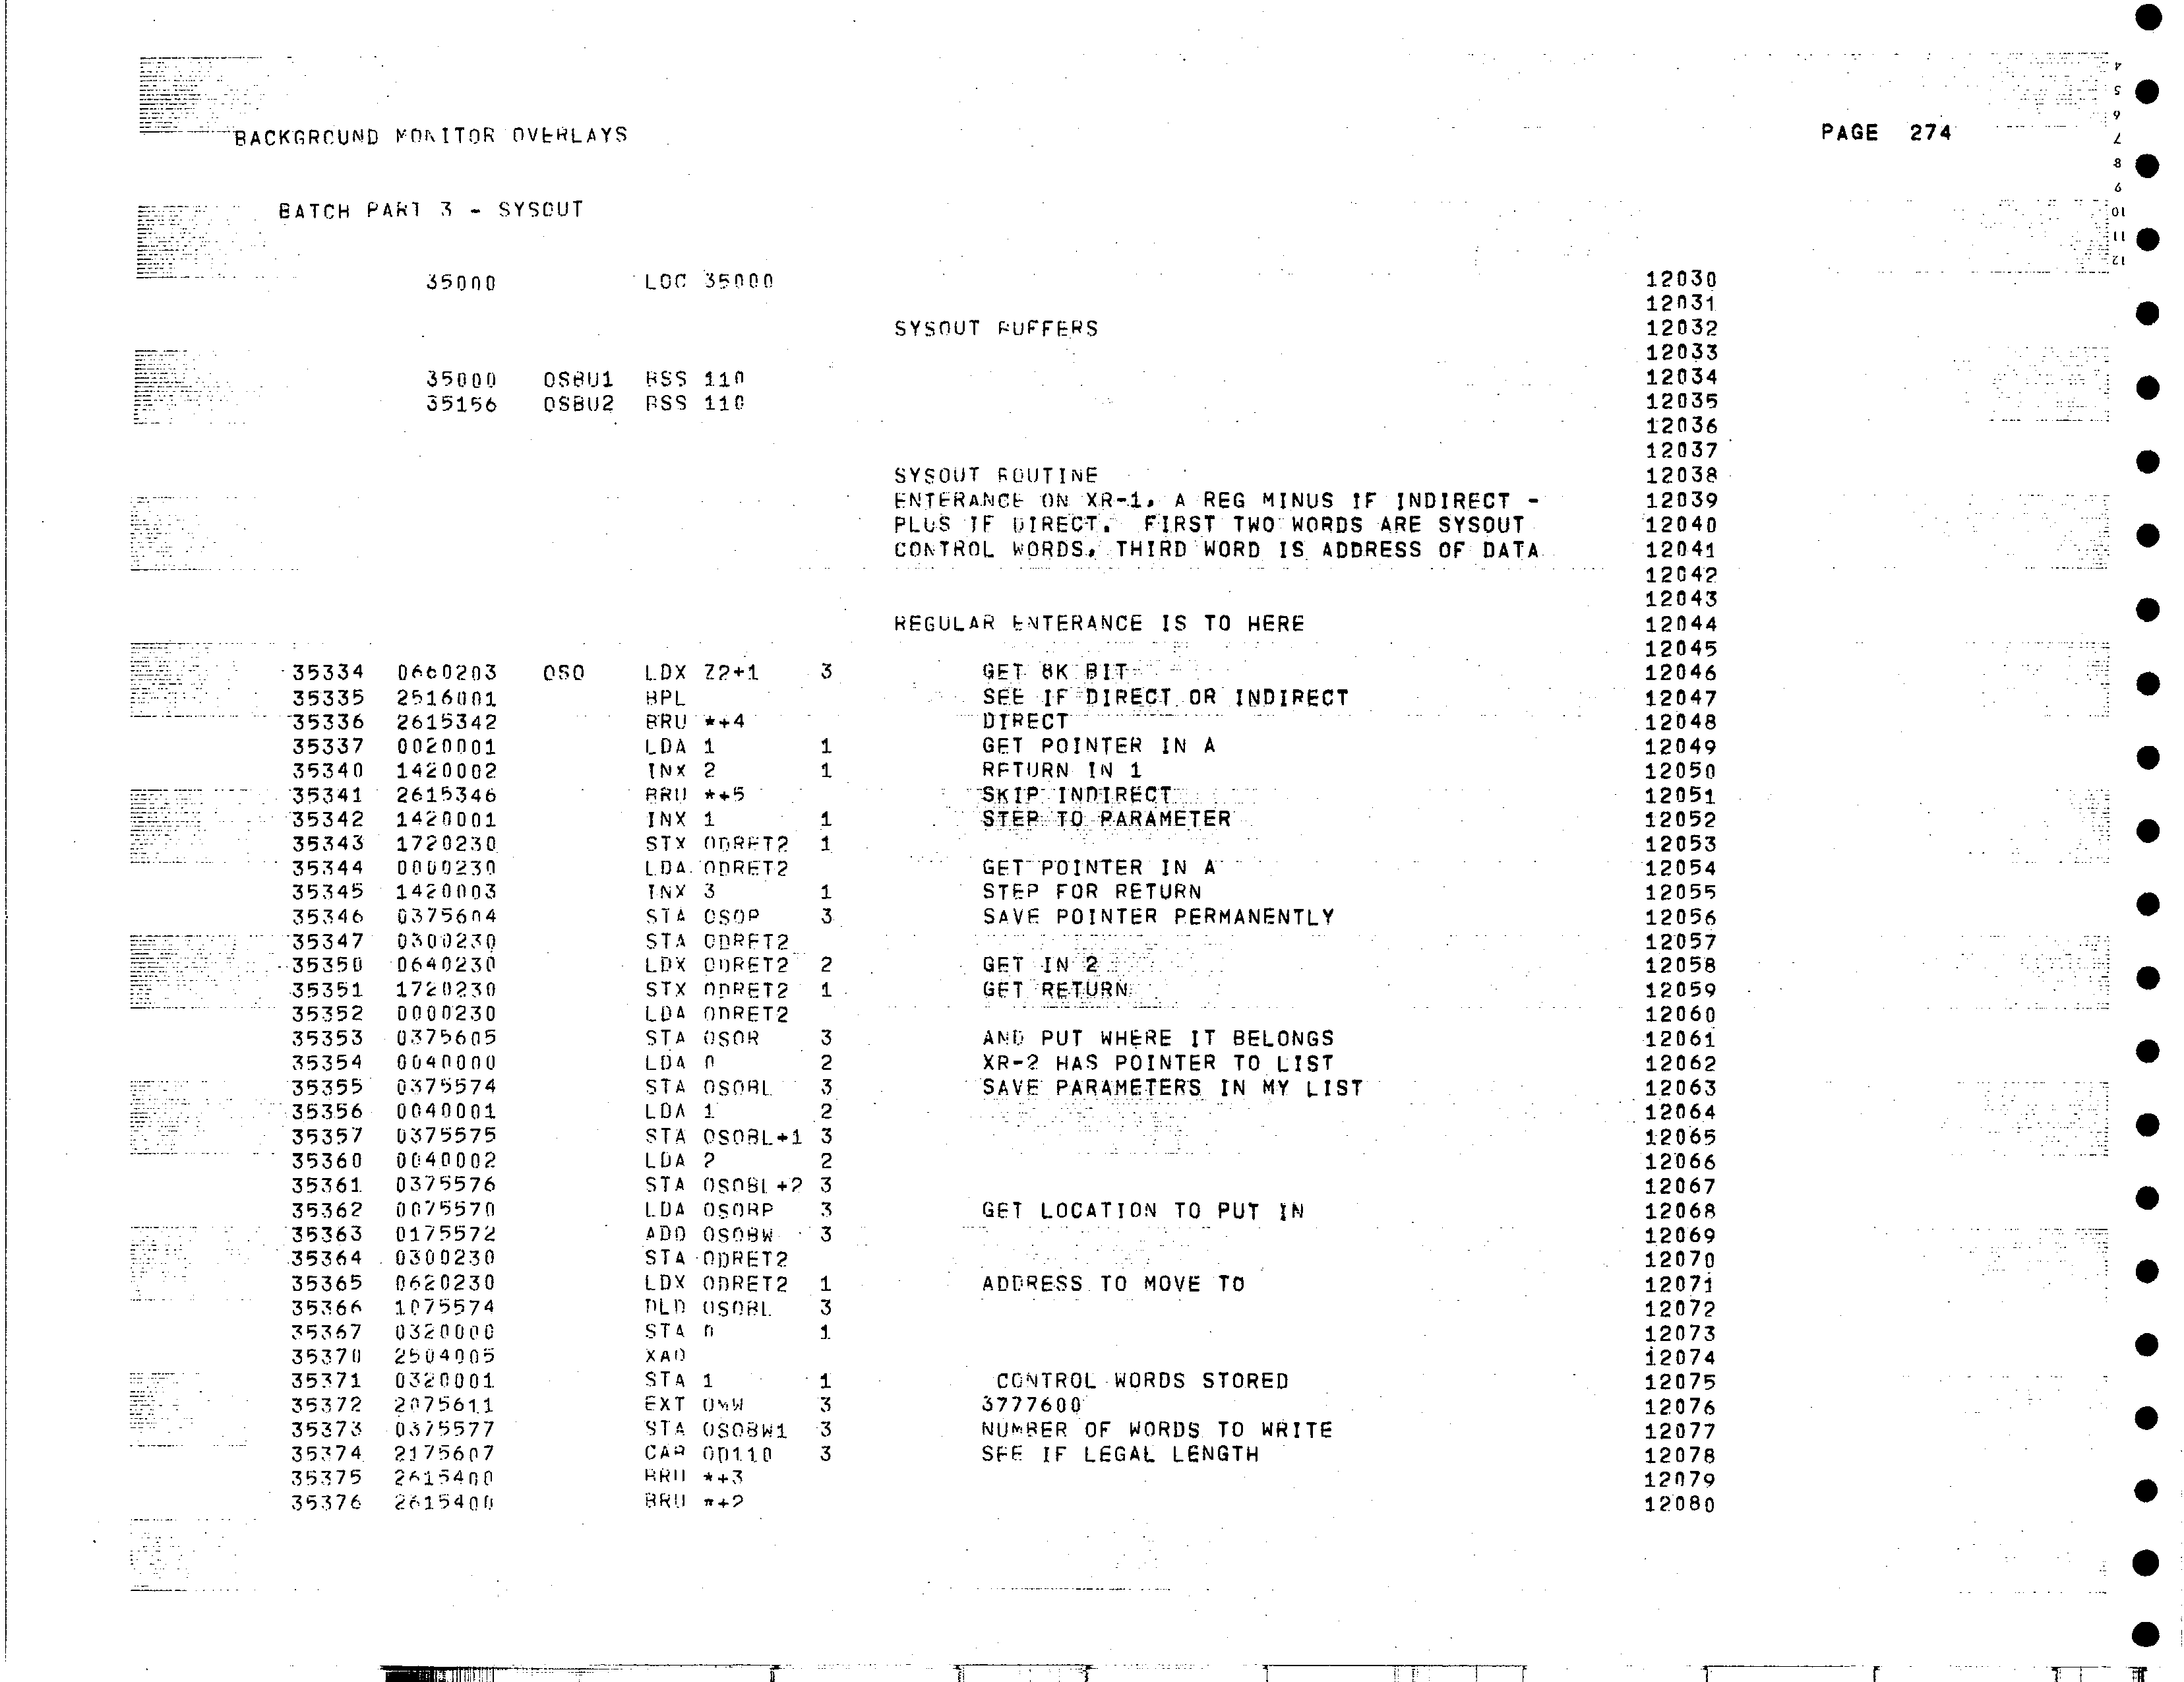 BACKGROUND MONITOR OVERLAYS PAGE 274
BATCH PART 3 - SYSOUT
35000 LOC 35000 12030
12031
SYSOUT BUFFERS 12032
12033
35000 OSBU1 BSS 110 12034
35156 OSBU2 BSS 110 12035
12036
12037
SYSOUT ROUTINE 12038
ENTERANCE ON XR-1, A REG MINUS IF INDIRECT - 12039
PLUS IF DIRECT. FIRST TWO WORDS ARE SYSOUT 12040
CONTROL WORDS. THIRD WORD IS ADDRESS OF DATA 12041
12042
12043
REGULAR ENTERANCE IS TO HERE 12044
12045
35334 0660203 OSO LDX Z2+1 3 GET 8K BIT 12046
35335 2516001 BPL SEE IF DIRECT OR INDIRECT 12047
35336 2615342 BRU *+4 DIRECT 12048
35337 0020001 LDA 1 1 GET POINTER IN A 12049
35340 1420002 INX 2 1 RETURN IN 1 12050
35341 2615346 BRU *+5 SKIP INDIRECT 12051
35342 1420001 INX 1 1 STEP TO PARAMETER 12052
35343 1720230 STX ODRET2 1 12053
35344 0000230 LDA ODRET2 GET POINTER IN A 12054
35345 1420003 INX 3 1 STEP FOR RETURN 12055
35346 0375604 STA OSOP 3 SAVE POINTER PERMANENTLY 12056
35347 0300230 STA ODRET2 12057
35350 0640230 LDX ODRET2 2 GET IN 2 12058
35351 1720230 STX ODRET2 1 GET RETURN 12059
35352 0000230 LDA ODRET2 12060
35353 0375605 STA OSOR 3 AND PUT WHERE IT BELONGS 12061
35354 0040000 LDA 0 2 XR-2 HAS POINTER TO LIST 12062
35355 0375574 STA OSOBL 3 SAVE PARAMETERS IN MY LIST 12063
35356 0040001 LDA 1 2 12064
35357 0375575 STA OSOBL+1 3 12065
35360 0040002 LDA 2 2 12066
35361 0375576 STA OSOBL+2 3 12067
35362 0075570 LDA OSOBP 3 GET LOCATION TO PUT IN 12068
35363 0175572 ADD OSOBW 3 12069
35364 0300230 STA ODRET2 12070
35365 0620230 LDX ODRET2 1 ADDRESS TO MOVE TO 12071
35366 1075574 DLD OSOBL 3 12072
35367 0320000 STA 0 1 12073
35370 2504005 XAQ 12074
35371 0320001 STA 1 1 CONTROL WORDS STORED 12075
35372 2075611 EXT OMW 3 3777600 12076
35373 0375577 STA OSOBW1 3 NUMBER OF WORDS TO WRITE 12077
35374 2175607 CAB OD110 3 SEE IF LEGAL LENGTH 12078
35375 2615400 BRU *+3 12079
35376 2615400 BRU *+2 12080
4
5
6
7
8
9
10
11
12